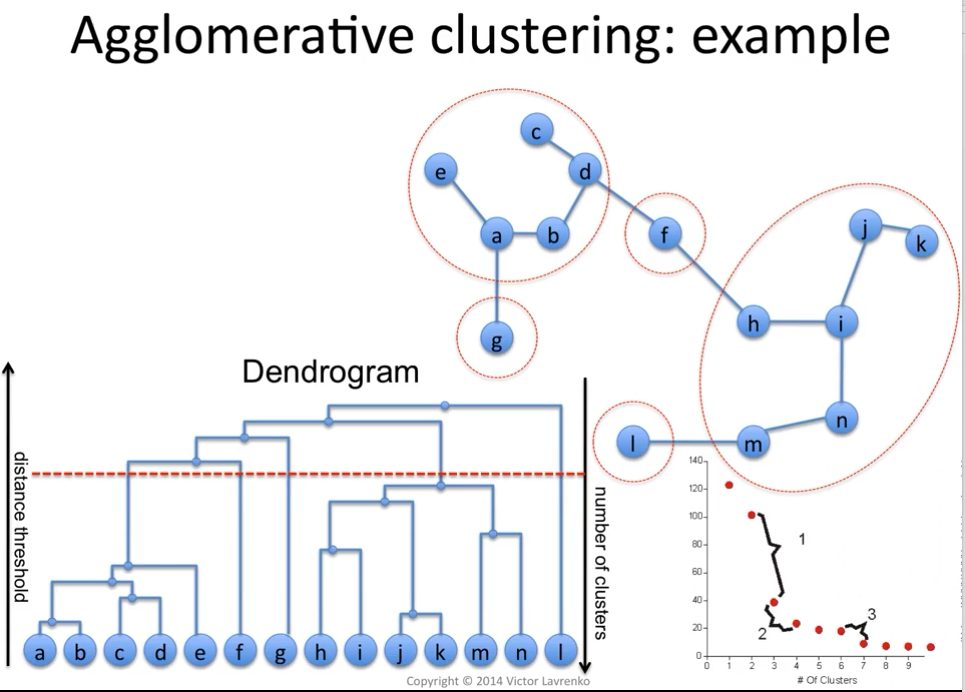 Agglomerative clustering: example
c
e
d
a
b
f
j
k
g
h
i
n
l
m
Dendrogram
distance threshold
number of clusters
a b c d e f g h i j k m n l
140
120
100
80
60
40
20
0
1
2
3
0 1 2 3 4 5 6 7 8 9
# Of Clusters
Copyright © 2014 Victor Lavrenko